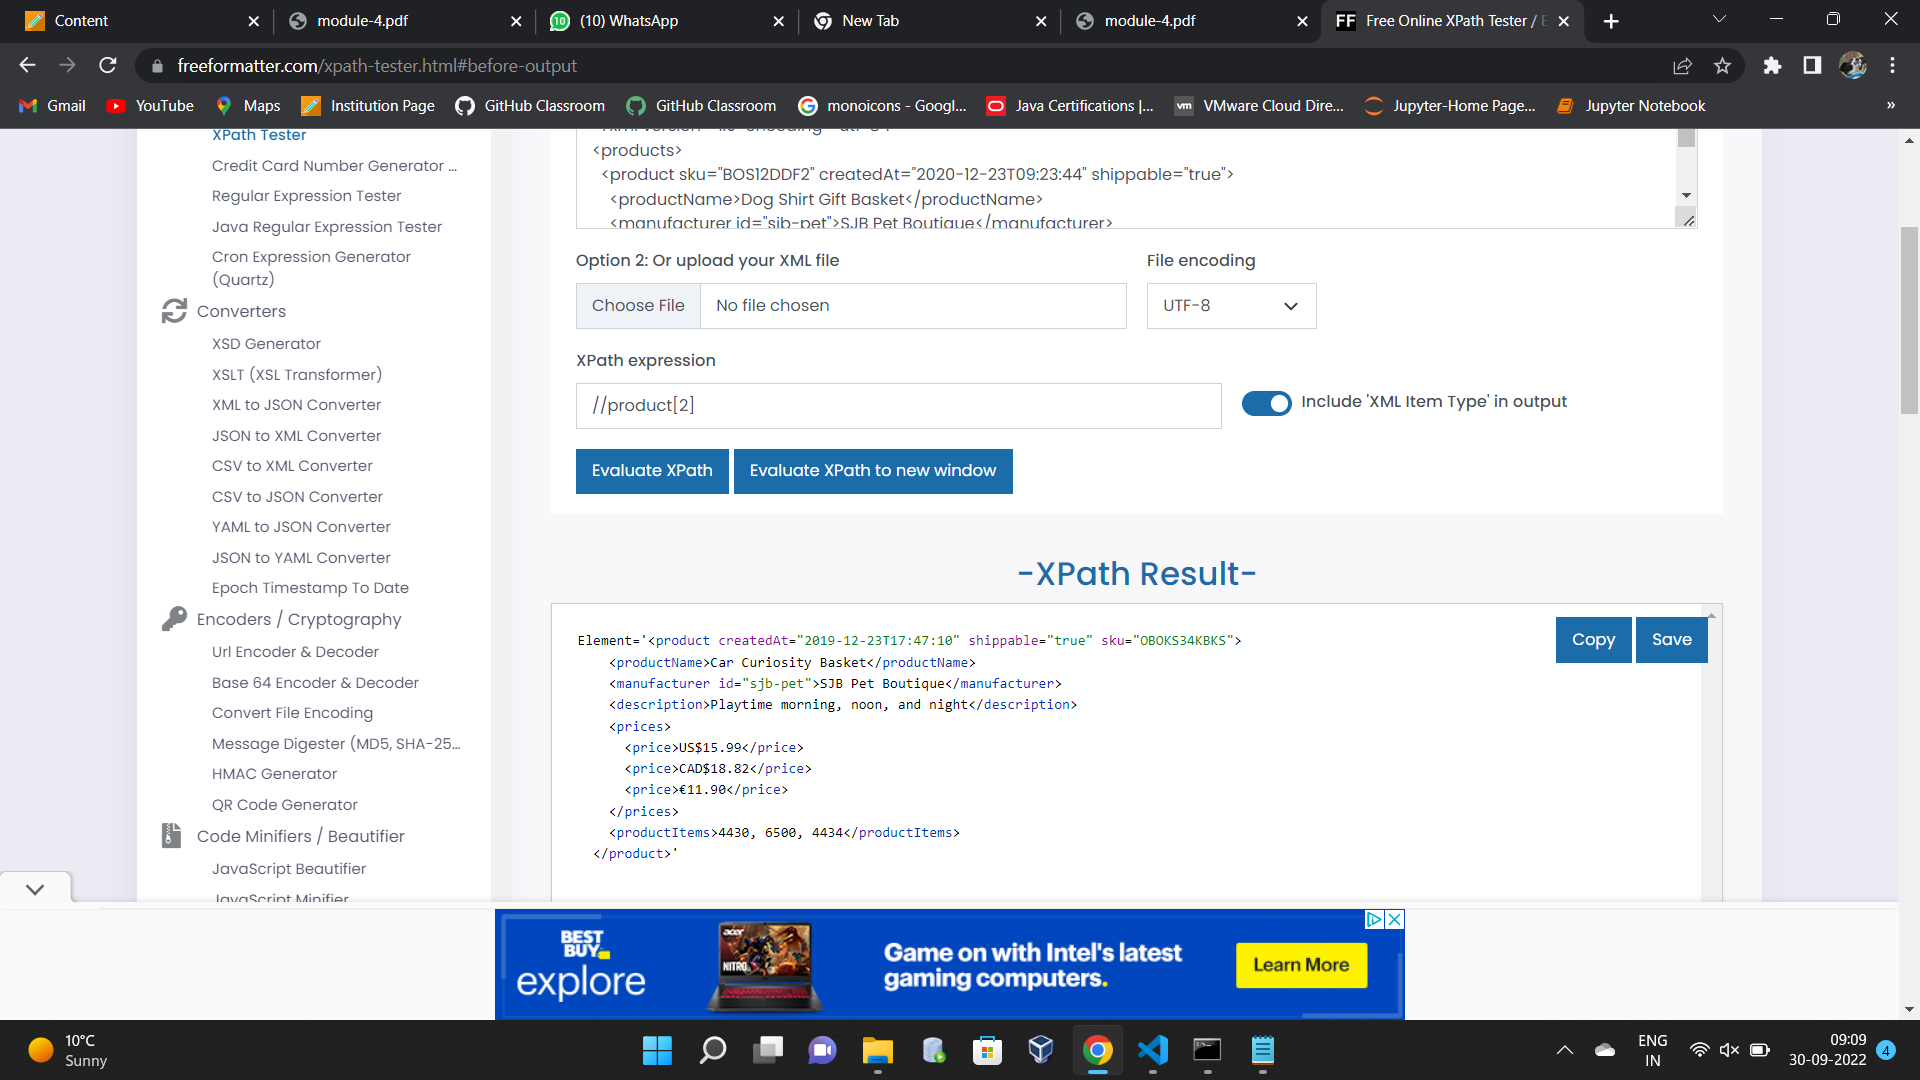 Content
module-4.pdf
(10) WhatsApp
New Tab
module-4.pdf
Free Online XPath Tester /
freeformatter.com/xpath-tester.html#before-output
Gmail
YouTube
Maps
Institution Page
GitHub Classroom
GitHub Classroom
monoicons - Googl...
Java Certifications |...
VMware Cloud Dire...
Jupyter-Home Page...
Jupyter Notebook
»
XPath Tester
Credit Card Number Generator ...
Regular Expression Tester
Java Regular Expression Tester
Cron Expression Generator
(Quartz)
Converters
XSD Generator
XSLT (XSL Transformer)
XML to JSON Converter
JSON to XML Converter
CSV to XML Converter
CSV to JSON Converter
YAML to JSON Converter
JSON to YAML Converter
Epoch Timestamp To Date
Encoders / Cryptography
Url Encoder & Decoder
Base 64 Encoder & Decoder
Convert File Encoding
Message Digester (MD5, SHA-25...
HMAC Generator
QR Code Generator
Code Minifiers / Beautifier
JavaScript Beautifier
JavaScript Minifier
<products>
<product sku="BOS12DDF2" createdAt="2020-12-23T09:23:44" shippable="true">
<productName>Dog Shirt Gift Basket</productName>
<manufacturer id="sjb-pet">SJB Pet Boutique</manufacturer>
Option 2: Or upload your XML file
File encoding
Choose File
No file chosen
UTF-8
XPath expression
//product[2]
Include 'XML Item Type' in output
Evaluate XPath
Evaluate XPath to new window
-XPath Result-
Copy
Save
Element='<product createdAt="2019-12-23T17:47:10" shippable="true" sku="OBOKS34KBKS">
<productName>Car Curiosity Basket</productName>
<manufacturer id="sjb-pet">SJB Pet Boutique</manufacturer>
<description>Playtime morning, noon, and night</description>
<prices>
<price>US$15.99</price>
<price>CAD$18.82</price>
<price>€11.90</price>
</prices>
<productItems>4430, 6500, 4434</productItems>
</product>'
BEST
BUY
explore
acer
NITRO
Game on with Intel's latest
gaming computers.
Learn More
10°C
Sunny
ENG
IN
09:09
30-09-2022
4